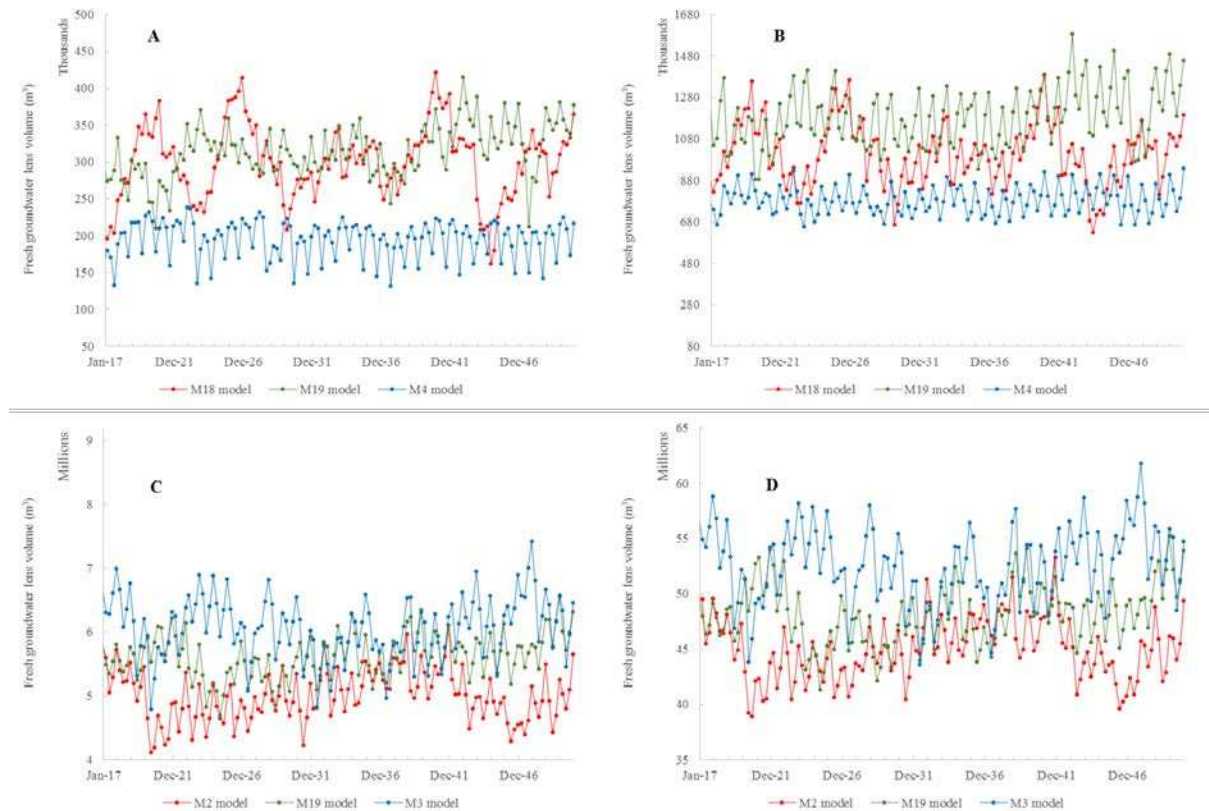 A
Thousands
Fresh groundwater lens volume (m³)
500
450
400
350
300
250
200
150
100
50
Jan-17 Dec-21 Dec-26 Dec-31 Dec-36 Dec-41 Dec-46
M18 model M19 model M4 model
B
Thousands
Fresh groundwater lens volume (m³)
1680
1480
1280
1080
880
680
480
280
80
Jan-17 Dec-21 Dec-26 Dec-31 Dec-36 Dec-41 Dec-46
M18 model M19 model M4 model
C
Millions
Fresh groundwater lens volume (m³)
9
8
7
6
5
4
Jan-17 Dec-21 Dec-26 Dec-31 Dec-36 Dec-41 Dec-46
M2 model M19 model M3 model
D
Millions
Fresh groundwater lens volume (m³)
65
60
55
50
45
40
35
Jan-17 Dec-21 Dec-26 Dec-31 Dec-36 Dec-41 Dec-46
M2 model M19 model M3 model